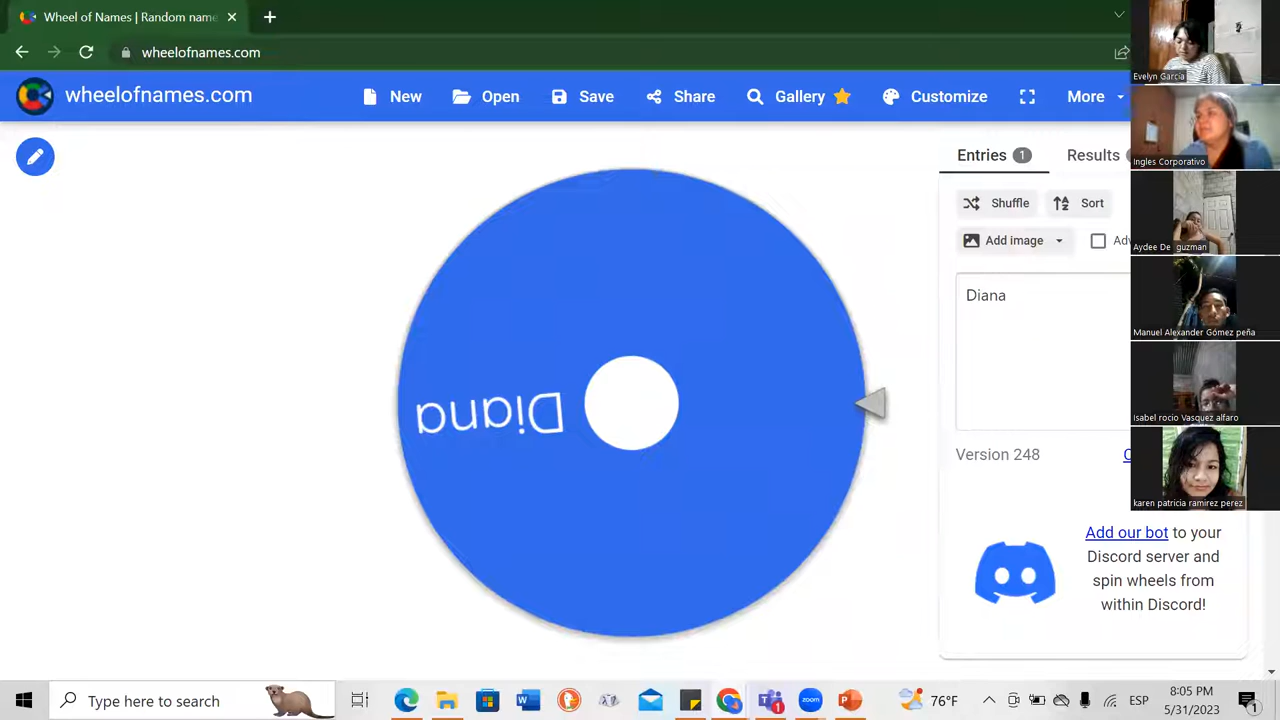 Wheel of Names | Random name
wheelofnames.com
wheelofnames.com
New
Open
Save
Share
Gallery
Customize
More
Entries 1
Results
Shuffle
Sort
Add image
Adv
Diana
Diana
Version 248
Add our bot to your
Discord server and
spin wheels from
within Discord!
Evelyn Garcia
Ingles Corporativo
Aydee De guzman
Manuel Alexander Gómez peña
Isabel rocio Vasquez alfaro
karen patricia ramirez perez
Type here to search
76°F
ESP
8:05 PM
5/31/2023